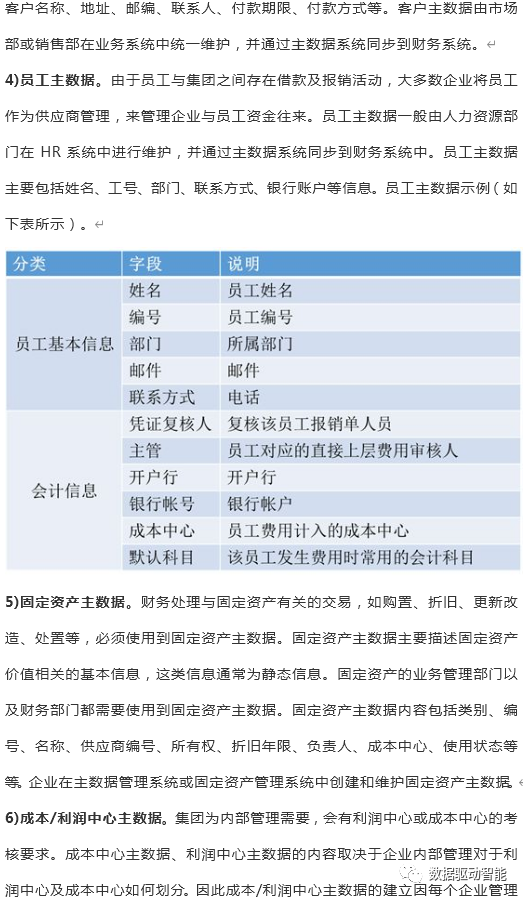 客户名称、地址、邮编、联系人、付款期限、付款方式等。客户主数据由市场
部或销售部在业务系统中统一维护，并通过主数据系统同步到财务系统。
4)员工主数据。由于员工与集团之间存在借款及报销活动，大多数企业将员工
作为供应商管理，来管理企业与员工资金往来。员工主数据一般由人力资源部
门在 HR 系统中进行维护，并通过主数据系统同步到财务系统中。员工主数据
主要包括姓名、工号、部门、联系方式、银行账户等信息。员工主数据示例（如
下表所示）。
分类 字段 说明
员工基本信息
姓名 员工姓名
编号 员工编号
部门 所属部门
邮件 邮件
联系方式 电话
会计信息
凭证复核人 复核该员工报销单人员
主管 员工对应的直接上层费用审核人
开户行 开户行
银行帐号 银行帐户
成本中心 员工费用计入的成本中心
默认科目 该员工发生费用时常用的会计科目
5)固定资产主数据。财务处理与固定资产有关的交易，如购置、折旧、更新改
造、处置等，必须使用到固定资产主数据。固定资产主数据主要描述固定资产
价值相关的基本信息，这类信息通常为静态信息。固定资产的业务管理部门以
及财务部门都需要使用到固定资产主数据。固定资产主数据内容包括类别、编
号、名称、供应商编号、所有权、折旧年限、负责人、成本中心、使用状态等
等。企业在主数据管理系统或固定资产管理系统中创建和维护固定资产主数据。
6)成本/利润中心主数据。集团为内部管理需要，会有利润中心或成本中心的考
核要求。成本中心主数据、利润中心主数据的内容取决于企业内部管理对于利
润中心及成本中心如何划分。因此成本/利润中心主数据的建立因每个企业管理
数据驱动智能